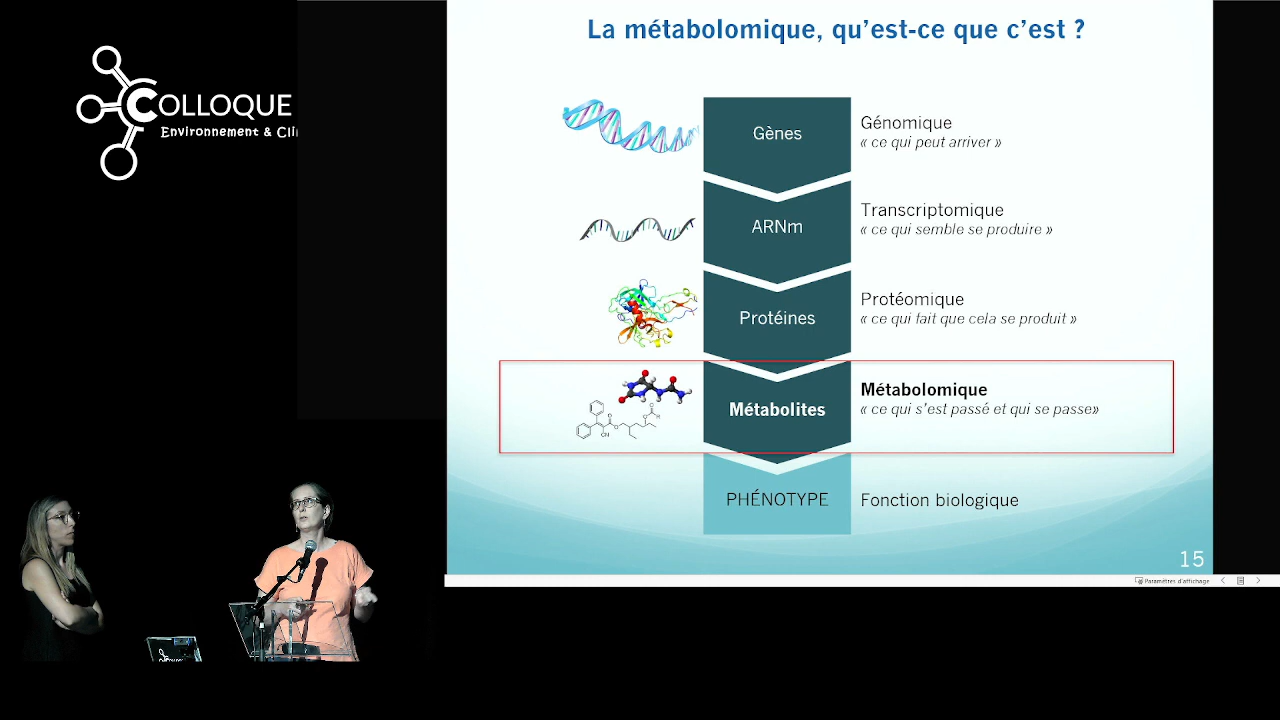 La métabolomique, qu'est-ce que c'est ?
COLLOQUE
Environnement & Cli
Gènes
Génomique
« ce qui peut arriver »
ARNm
Transcriptomique
« ce qui semble se produire »
Protéines
Protéomique
« ce qui fait que cela se produit »
Métabolites
Métabolomique
« ce qui s'est passé et qui se passe»
PHÉNOTYPE
Fonction biologique
15
Paramètres d'affichage